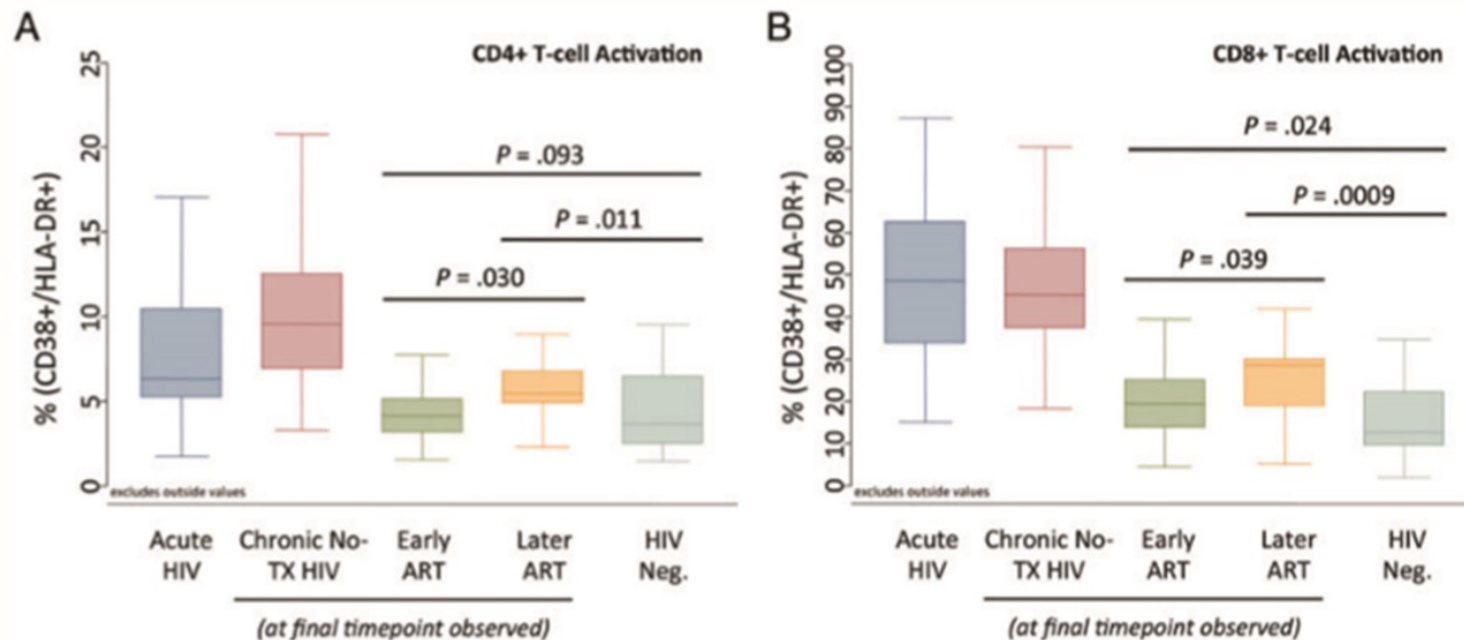 A
CD4+ T-cell Activation
% (CD38+/HLA-DR+)
25
20
15
10
5
0
P = .093
P = .011
P = .030
excludes outside values
Acute
HIV
Chronic No-
TX HIV
Early
ART
Later
ART
HIV
Neg.
(at final timepoint observed)
B
CD8+ T-cell Activation
% (CD38+/HLA-DR+)
100
90
80
70
60
50
40
30
20
10
0
P = .024
P = .0009
P = .039
excludes outside values
Acute
HIV
Chronic No-
TX HIV
Early
ART
Later
ART
HIV
Neg.
(at final timepoint observed)